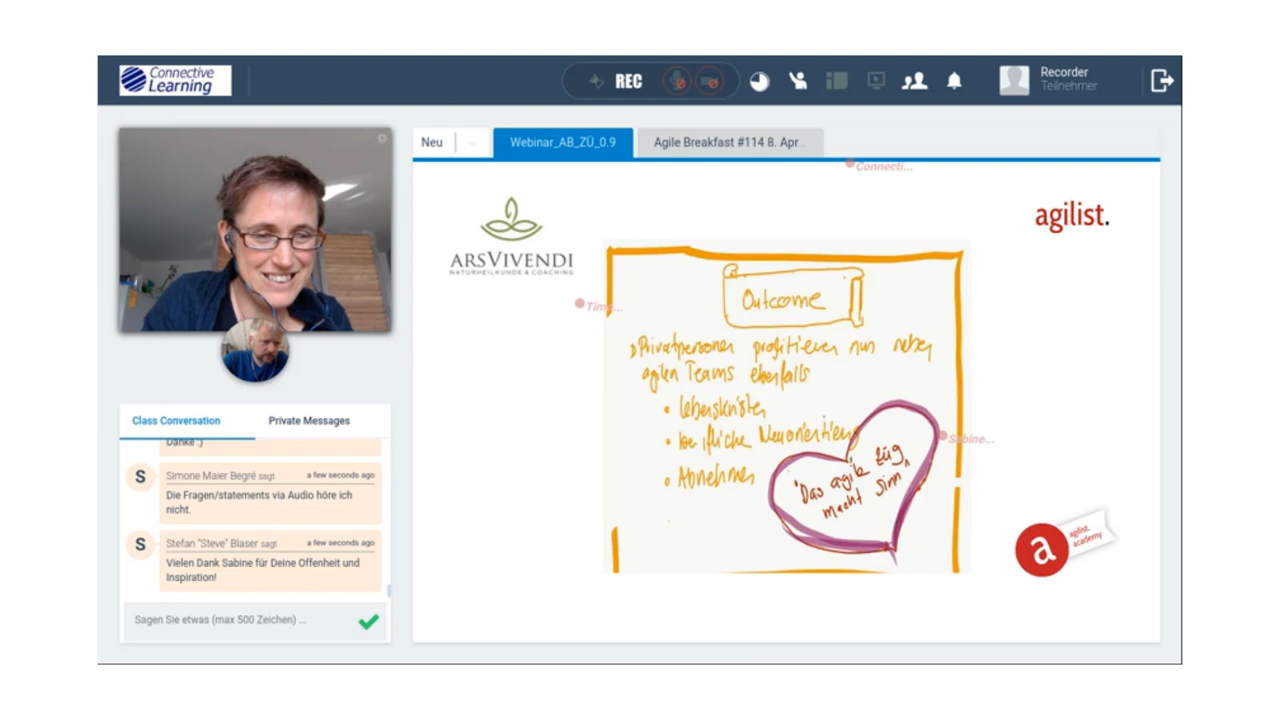 Connective
Learning
REC
Recorder
Teilnehmer
Neu
Webinar_AB_ZÜ_0.9
Agile Breakfast #114 8. Apr...
Connecti...
ARSVIVENDI
NATURHEILKUNDE & COACHING
agilist.
Timo...
Outcome
Privatpersonen profitieren nun neben
agilen Teams ebenfalls
• Lebenskrisen
• berufliche Neuorientierung
• Abnehmen
"Das agile Züg
macht Sinn"
Sabine...
a
agilist.
academy
Class Conversation
Private Messages
Danke :)
S
Simone Maier Begré sagt
a few seconds ago
Die Fragen/statements via Audio höre ich
nicht.
S
Stefan "Steve" Blaser sagt
a few seconds ago
Vielen Dank Sabine für Deine Offenheit und
Inspiration!
Sagen Sie etwas (max 500 Zeichen) ...